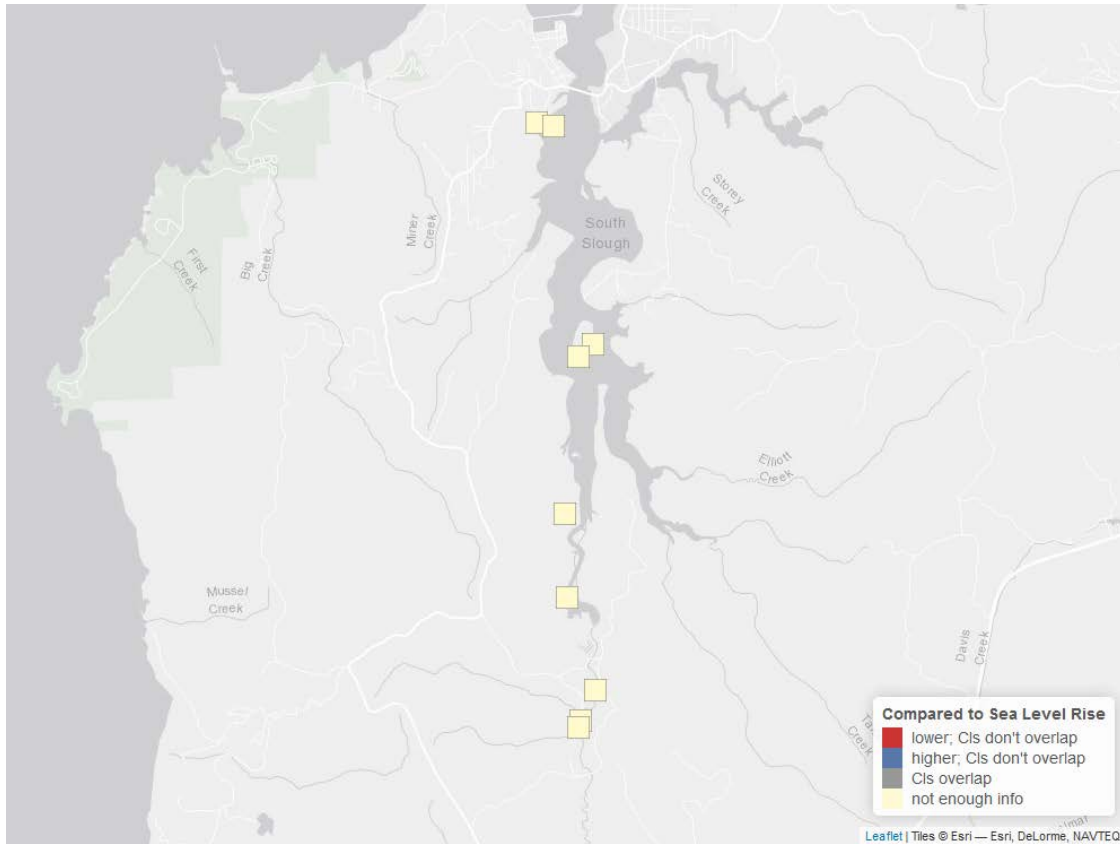 Storey
Creek
Miner
Creek
South
Slough
First
Creek
Big
Creek
Elliott
Creek
Mussel
Creek
Davis
Creek
Creek
Compared to Sea Level Rise
lower; CIs don't overlap
higher; CIs don't overlap
CIs overlap
not enough info
Leaflet | Tiles © Esri — Esri, DeLorme, NAVTEQ